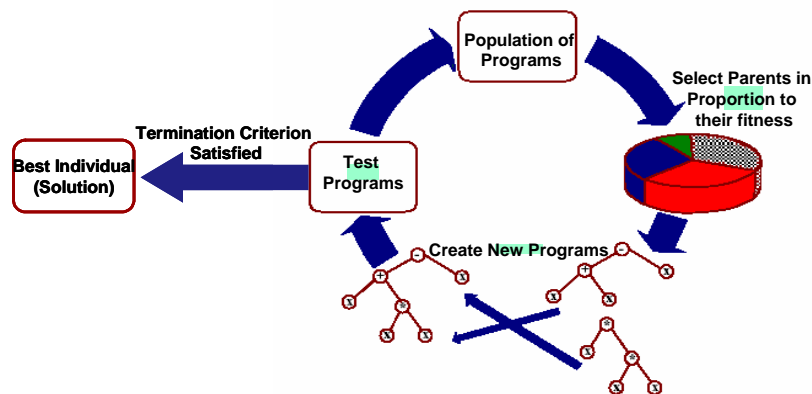 Population of
Programs
Select Parents in
Proportion to
their fitness
Termination Criterion
Satisfied
Best Individual
(Solution)
Test
Programs
Create New Programs
-
+
x
x
*
x
x
-
+
x
x
x
*
x
*
x
x